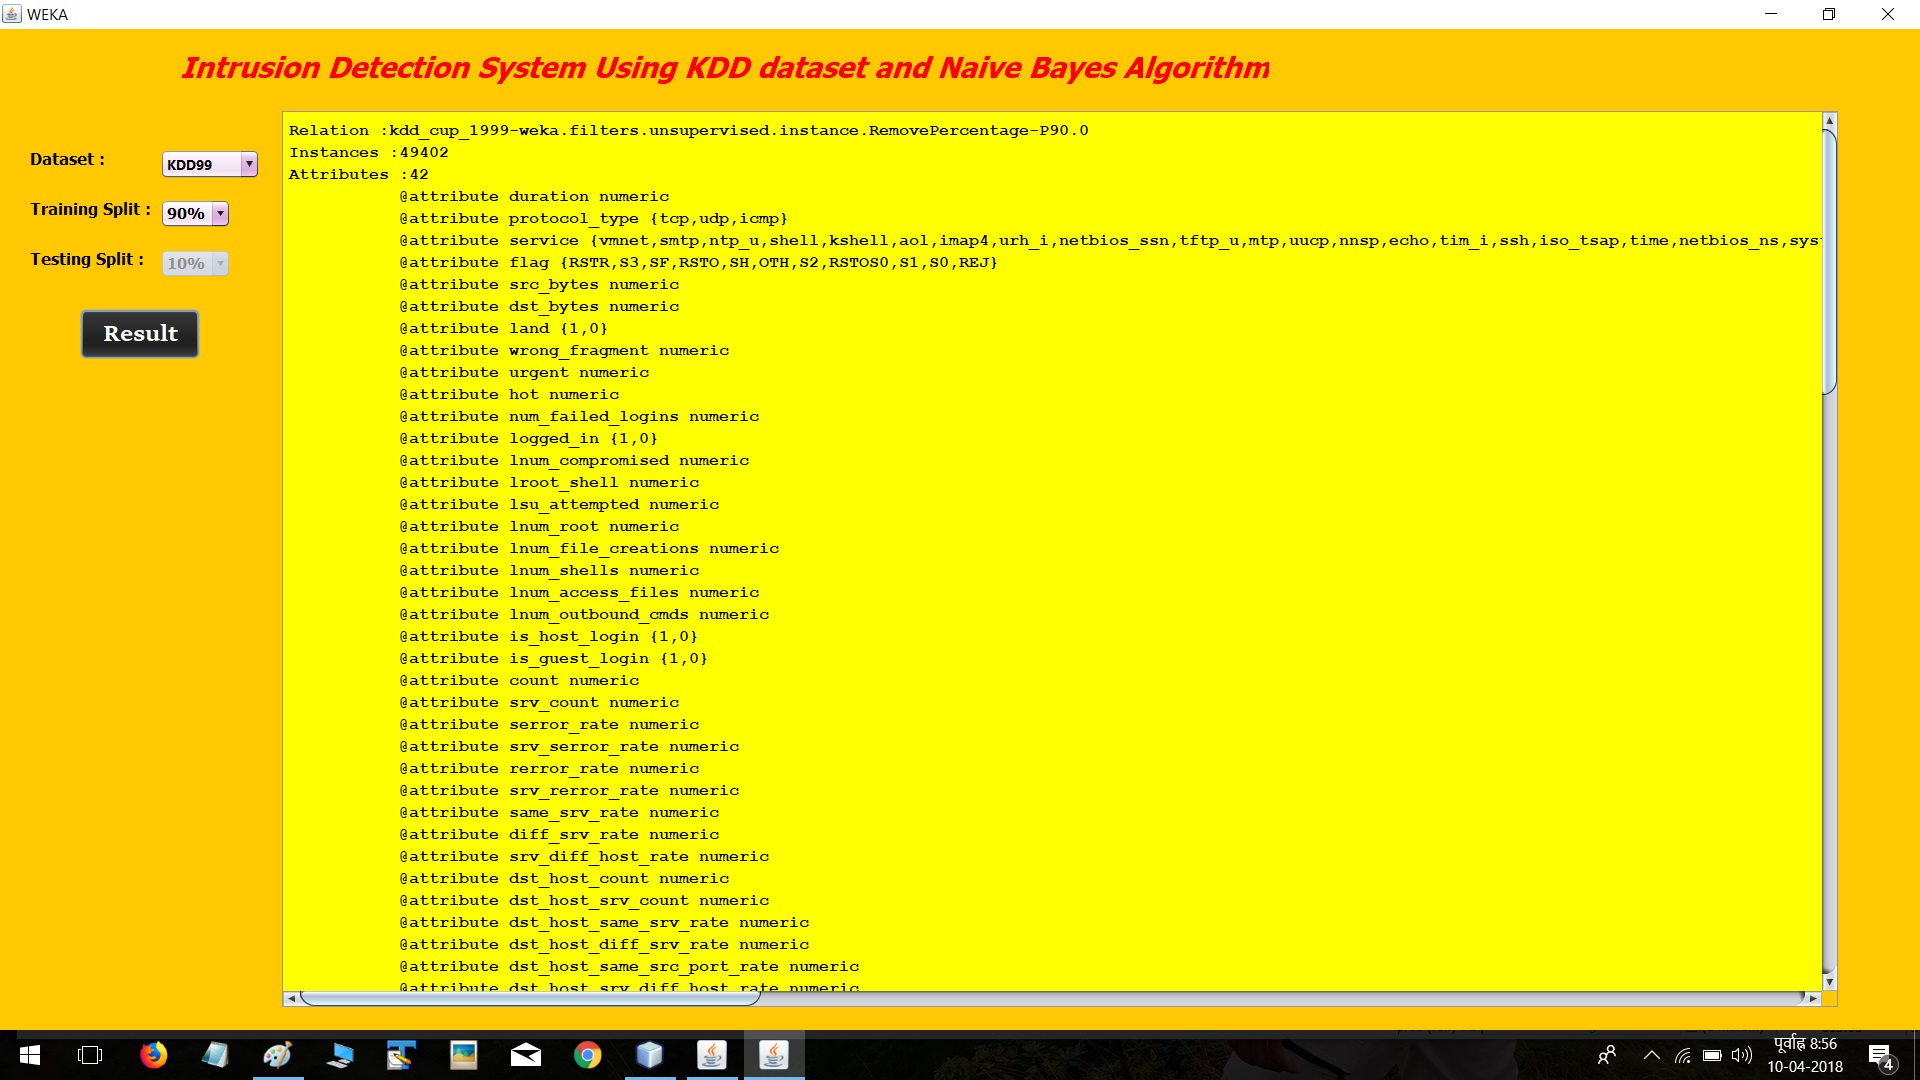 WEKA
Intrusion Detection System Using KDD dataset and Naive Bayes Algorithm
Dataset : KDD99
Training Split : 90%
Testing Split : 10%
Result
Relation :kdd_cup_1999-weka.filters.unsupervised.instance.RemovePercentage-P90.0
Instances :49402
Attributes :42
@attribute duration numeric
@attribute protocol_type {tcp,udp,icmp}
@attribute service {vmnet,smtp,ntp_u,shell,kshell,aol,imap4,urh_i,netbios_ssn,tftp_u,mtp,uucp,nnsp,echo,tim_i,ssh,iso_tsap,time,netbios_ns,sys
@attribute flag {RSTR,S3,SF,RSTO,SH,OTH,S2,RSTOS0,S1,S0,REJ}
@attribute src_bytes numeric
@attribute dst_bytes numeric
@attribute land {1,0}
@attribute wrong_fragment numeric
@attribute urgent numeric
@attribute hot numeric
@attribute num_failed_logins numeric
@attribute logged_in {1,0}
@attribute lnum_compromised numeric
@attribute lroot_shell numeric
@attribute lsu_attempted numeric
@attribute lnum_root numeric
@attribute lnum_file_creations numeric
@attribute lnum_shells numeric
@attribute lnum_access_files numeric
@attribute lnum_outbound_cmds numeric
@attribute is_host_login {1,0}
@attribute is_guest_login {1,0}
@attribute count numeric
@attribute srv_count numeric
@attribute serror_rate numeric
@attribute srv_serror_rate numeric
@attribute rerror_rate numeric
@attribute srv_rerror_rate numeric
@attribute same_srv_rate numeric
@attribute diff_srv_rate numeric
@attribute srv_diff_host_rate numeric
@attribute dst_host_count numeric
@attribute dst_host_srv_count numeric
@attribute dst_host_same_srv_rate numeric
@attribute dst_host_diff_srv_rate numeric
@attribute dst_host_same_src_port_rate numeric
@attribute dst_host_srv_diff_host_rate numeric
पूर्वाह्न 8:56
10-04-2018
4